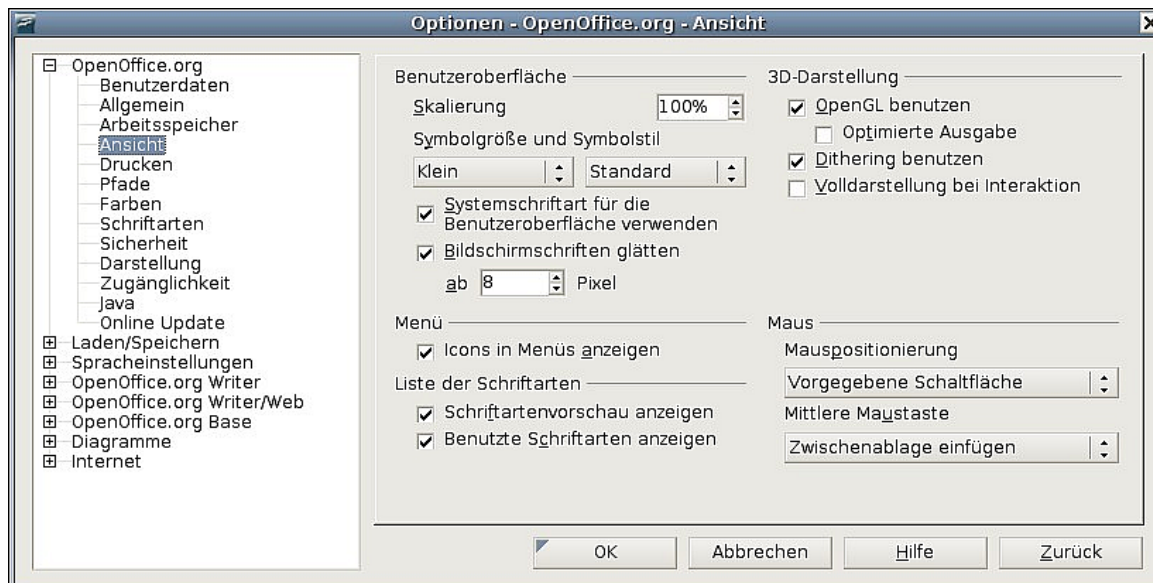 Optionen - OpenOffice.org - Ansicht
OpenOffice.org
Benutzerdaten
Allgemein
Arbeitsspeicher
Ansicht
Drucken
Pfade
Farben
Schriftarten
Sicherheit
Darstellung
Zugänglichkeit
Java
Online Update
Laden/Speichern
Spracheinstellungen
OpenOffice.org Writer
OpenOffice.org Writer/Web
OpenOffice.org Base
Diagramme
Internet
Benutzeroberfläche
Skalierung
100%
Symbolgröße und Symbolstil
Klein
Standard
Systemschriftart für die
Benutzeroberfläche verwenden
Bildschirmschriften glätten
ab 8 Pixel
Menü
Icons in Menüs anzeigen
Liste der Schriftarten
Schriftartenvorschau anzeigen
Benutzte Schriftarten anzeigen
3D-Darstellung
OpenGL benutzen
Optimierte Ausgabe
Dithering benutzen
Volldarstellung bei Interaktion
Maus
Mauspositionierung
Vorgegebene Schaltfläche
Mittlere Maustaste
Zwischenablage einfügen
OK
Abbrechen
Hilfe
Zurück